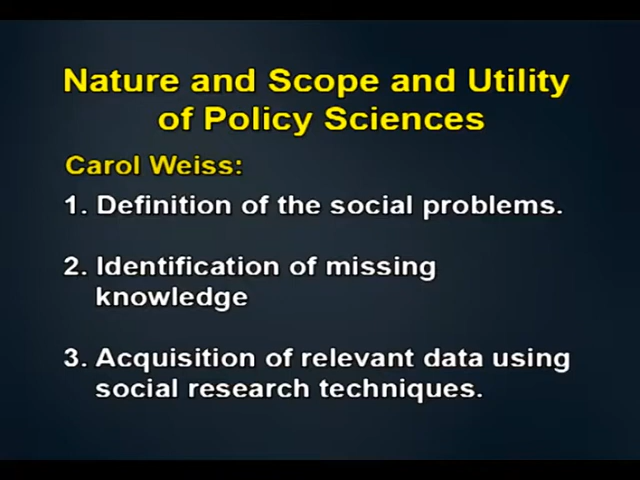 Nature and Scope and Utility
of Policy Sciences
Carol Weiss:
1. Definition of the social problems.
2. Identification of missing
knowledge
3. Acquisition of relevant data using
social research techniques.